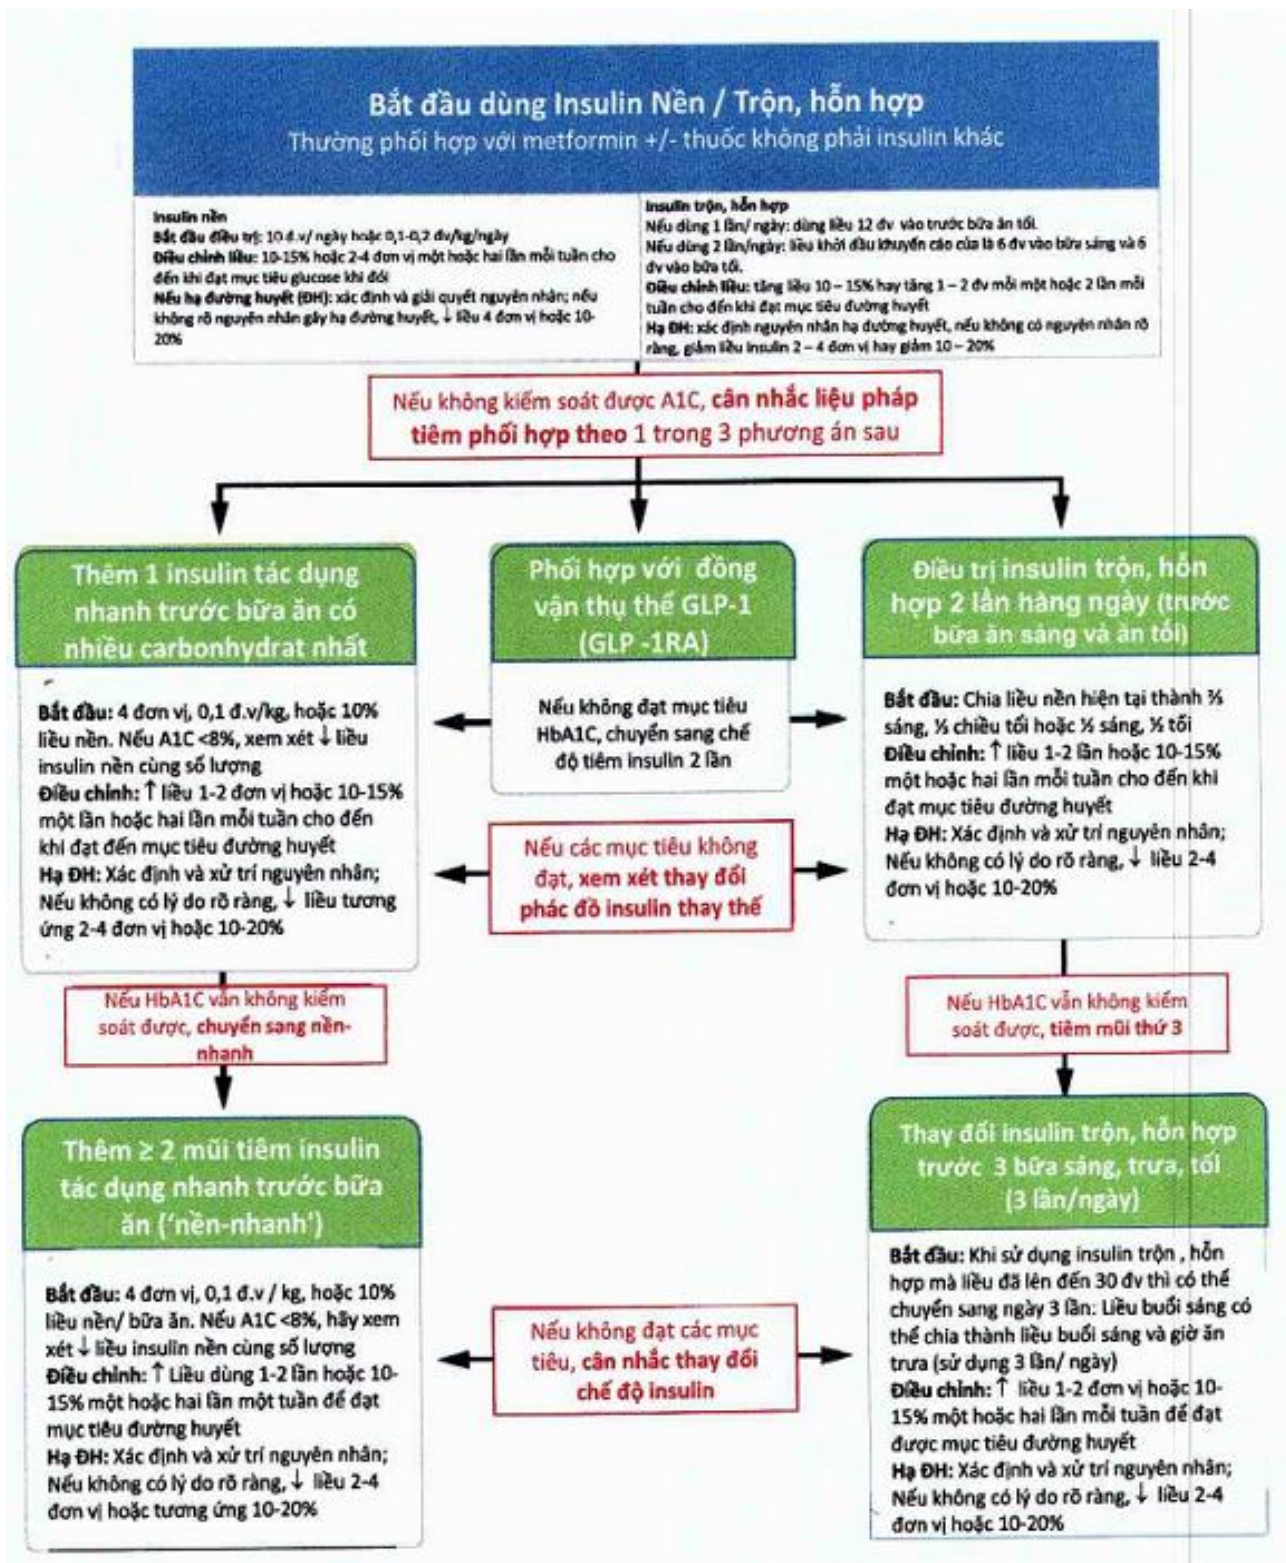 Bắt đầu dùng Insulin Nền / Trộn, hỗn hợp
Thường phối hợp với metformin +/- thuốc không phải insulin khác
Insulin nền
Bắt đầu điều trị: 10 đ.v/ ngày hoặc 0,1-0,2 đv/kg/ngày
Điều chỉnh liều: 10-15% hoặc 2-4 đơn vị một hoặc hai lần mỗi tuần cho
đến khi đạt mục tiêu glucose khi đói
Nếu hạ đường huyết (ĐH): xác định và giải quyết nguyên nhân; nếu
không rõ nguyên nhân gây hạ đường huyết, ↓ liều 4 đơn vị hoặc 10-
20%
Insulin trộn, hỗn hợp
Nếu dùng 1 lần/ ngày: dùng liều 12 đv vào trước bữa ăn tối.
Nếu dùng 2 lần/ngày: liều khởi đầu khuyến cáo của là 6 đv vào bữa sáng và 6
đv vào bữa tối.
Điều chỉnh liều: tăng liều 10 – 15% hay tăng 1 – 2 đv mỗi một hoặc 2 lần mỗi
tuần cho đến khi đạt mục tiêu đường huyết
Hạ ĐH: xác định nguyên nhân hạ đường huyết, nếu không có nguyên nhân rõ
ràng, giảm liều insulin 2 – 4 đơn vị hay giảm 10 – 20%
Nếu không kiểm soát được A1C, cân nhắc liệu pháp
tiêm phối hợp theo 1 trong 3 phương án sau
Thêm 1 insulin tác dụng
nhanh trước bữa ăn có
nhiều carbonhydrat nhất
Bắt đầu: 4 đơn vị, 0,1 đ.v/kg, hoặc 10%
liều nền. Nếu A1C <8%, xem xét ↓ liều
insulin nền cùng số lượng
Điều chỉnh: ↑ liều 1-2 đơn vị hoặc 10-15%
một lần hoặc hai lần mỗi tuần cho đến
khi đạt đến mục tiêu đường huyết
Hạ ĐH: Xác định và xử trí nguyên nhân;
Nếu không có lý do rõ ràng, ↓ liều tương
ứng 2-4 đơn vị hoặc 10-20%
Phối hợp với đồng
vận thụ thể GLP-1
(GLP -1RA)
Nếu không đạt mục tiêu
HbA1C, chuyển sang chế
độ tiêm insulin 2 lần
Điều trị insulin trộn, hỗn
hợp 2 lần hàng ngày (trước
bữa ăn sáng và ăn tối)
Bắt đầu: Chia liều nền hiện tại thành ⅔
sáng, ⅓ chiều tối hoặc ½ sáng, ½ tối
Điều chỉnh: ↑ liều 1-2 lần hoặc 10-15%
một hoặc hai lần mỗi tuần cho đến khi
đạt mục tiêu đường huyết
Hạ ĐH: Xác định và xử trí nguyên nhân;
Nếu không có lý do rõ ràng, ↓ liều 2-4
đơn vị hoặc 10-20%
Nếu các mục tiêu không
đạt, xem xét thay đổi
phác đồ insulin thay thế
Nếu HbA1C vẫn không kiểm
soát được, chuyển sang nền-
nhanh
Nếu HbA1C vẫn không kiểm
soát được, tiêm mũi thứ 3
Thêm ≥ 2 mũi tiêm insulin
tác dụng nhanh trước bữa
ăn (‘nền-nhanh’)
Bắt đầu: 4 đơn vị, 0,1 đ.v / kg, hoặc 10%
liều nền/ bữa ăn. Nếu A1C <8%, hãy xem
xét ↓ liều insulin nền cùng số lượng
Điều chỉnh: ↑ Liều dùng 1-2 lần hoặc 10-
15% một hoặc hai lần một tuần để đạt
mục tiêu đường huyết
Hạ ĐH: Xác định và xử trí nguyên nhân;
Nếu không có lý do rõ ràng, ↓ liều 2-4
đơn vị hoặc tương ứng 10-20%
Nếu không đạt các mục
tiêu, cân nhắc thay đổi
chế độ insulin
Thay đổi insulin trộn, hỗn hợp
trước 3 bữa sáng, trưa, tối
(3 lần/ngày)
Bắt đầu: Khi sử dụng insulin trộn , hỗn
hợp mà liều đã lên đến 30 đv thì có thể
chuyển sang ngày 3 lần: Liều buổi sáng có
thể chia thành liều buổi sáng và giờ ăn
trưa (sử dụng 3 lần/ ngày)
Điều chỉnh: ↑ liều 1-2 đơn vị hoặc 10-
15% một hoặc hai lần mỗi tuần để đạt
được mục tiêu đường huyết
Hạ ĐH: Xác định và xử trí nguyên nhân;
Nếu không có lý do rõ ràng, ↓ liều 2-4
đơn vị hoặc 10-20%